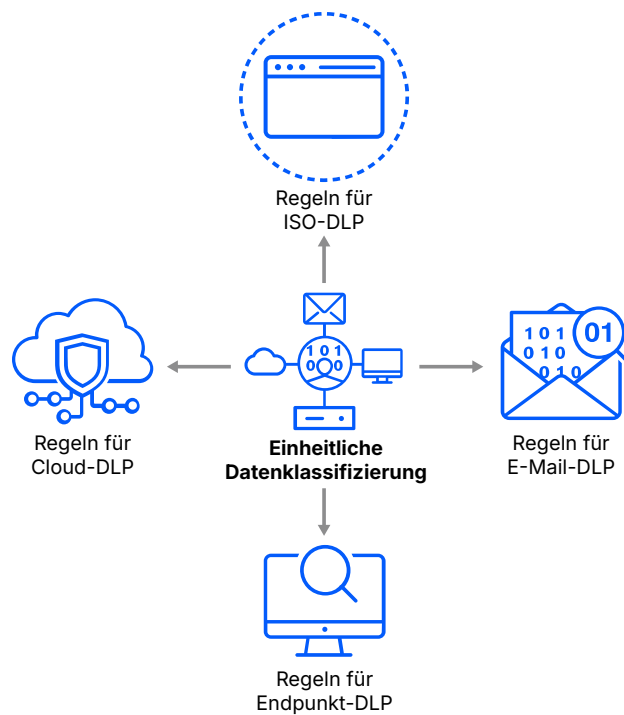 Regeln für
ISO-DLP
Regeln für
Cloud-DLP
1 0 1
0 0
Einheitliche
Datenklassifizierung
1 0 1
0 1 0
0 1 0
01
Regeln für
E-Mail-DLP
Regeln für
Endpunkt-DLP